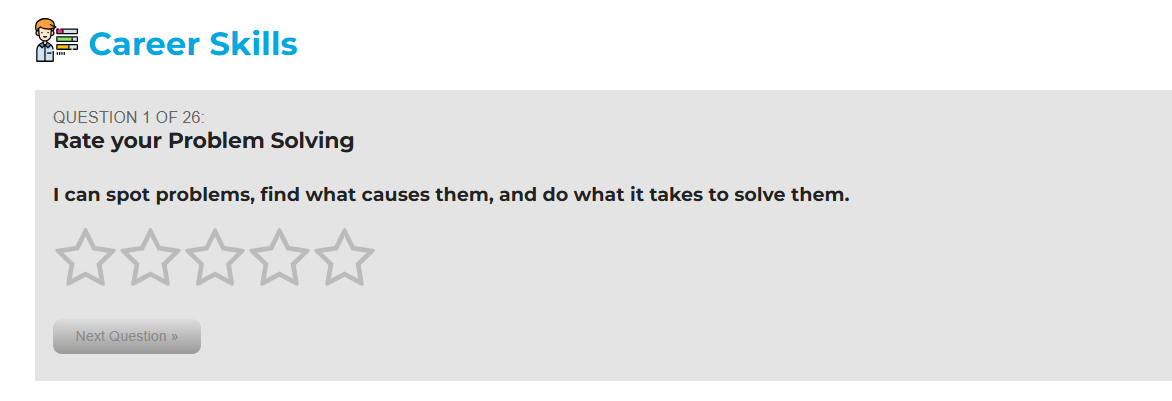 Career Skills
QUESTION 1 OF 26:
Rate your Problem Solving
I can spot problems, find what causes them, and do what it takes to solve them.
Next Question »